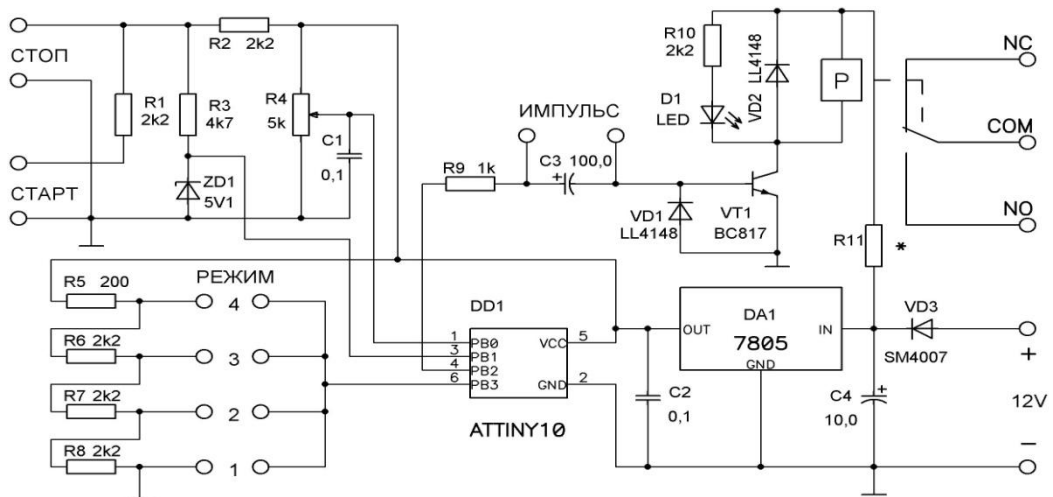 СТОП
СТАРТ
R1
2k2
R2 2k2
R3
4k7
R4
5k
ZD1
5V1
C1
0,1
ИМПУЛЬС
R9 1k
C3 + 100,0
VD1
LL4148
VT1
BC817
R10
2k2
D1
LED
VD2
LL4148
P
NC
COM
NO
R11 *
R5 200
R6 2k2
R7 2k2
R8 2k2
РЕЖИМ
4
3
2
1
DD1
1 PB0
3 PB1
4 PB2
6 PB3
VCC 5
GND 2
ATTINY10
C2
0,1
DA1
7805
OUT
IN
GND
C4 +
10,0
VD3
SM4007
+
12V
−